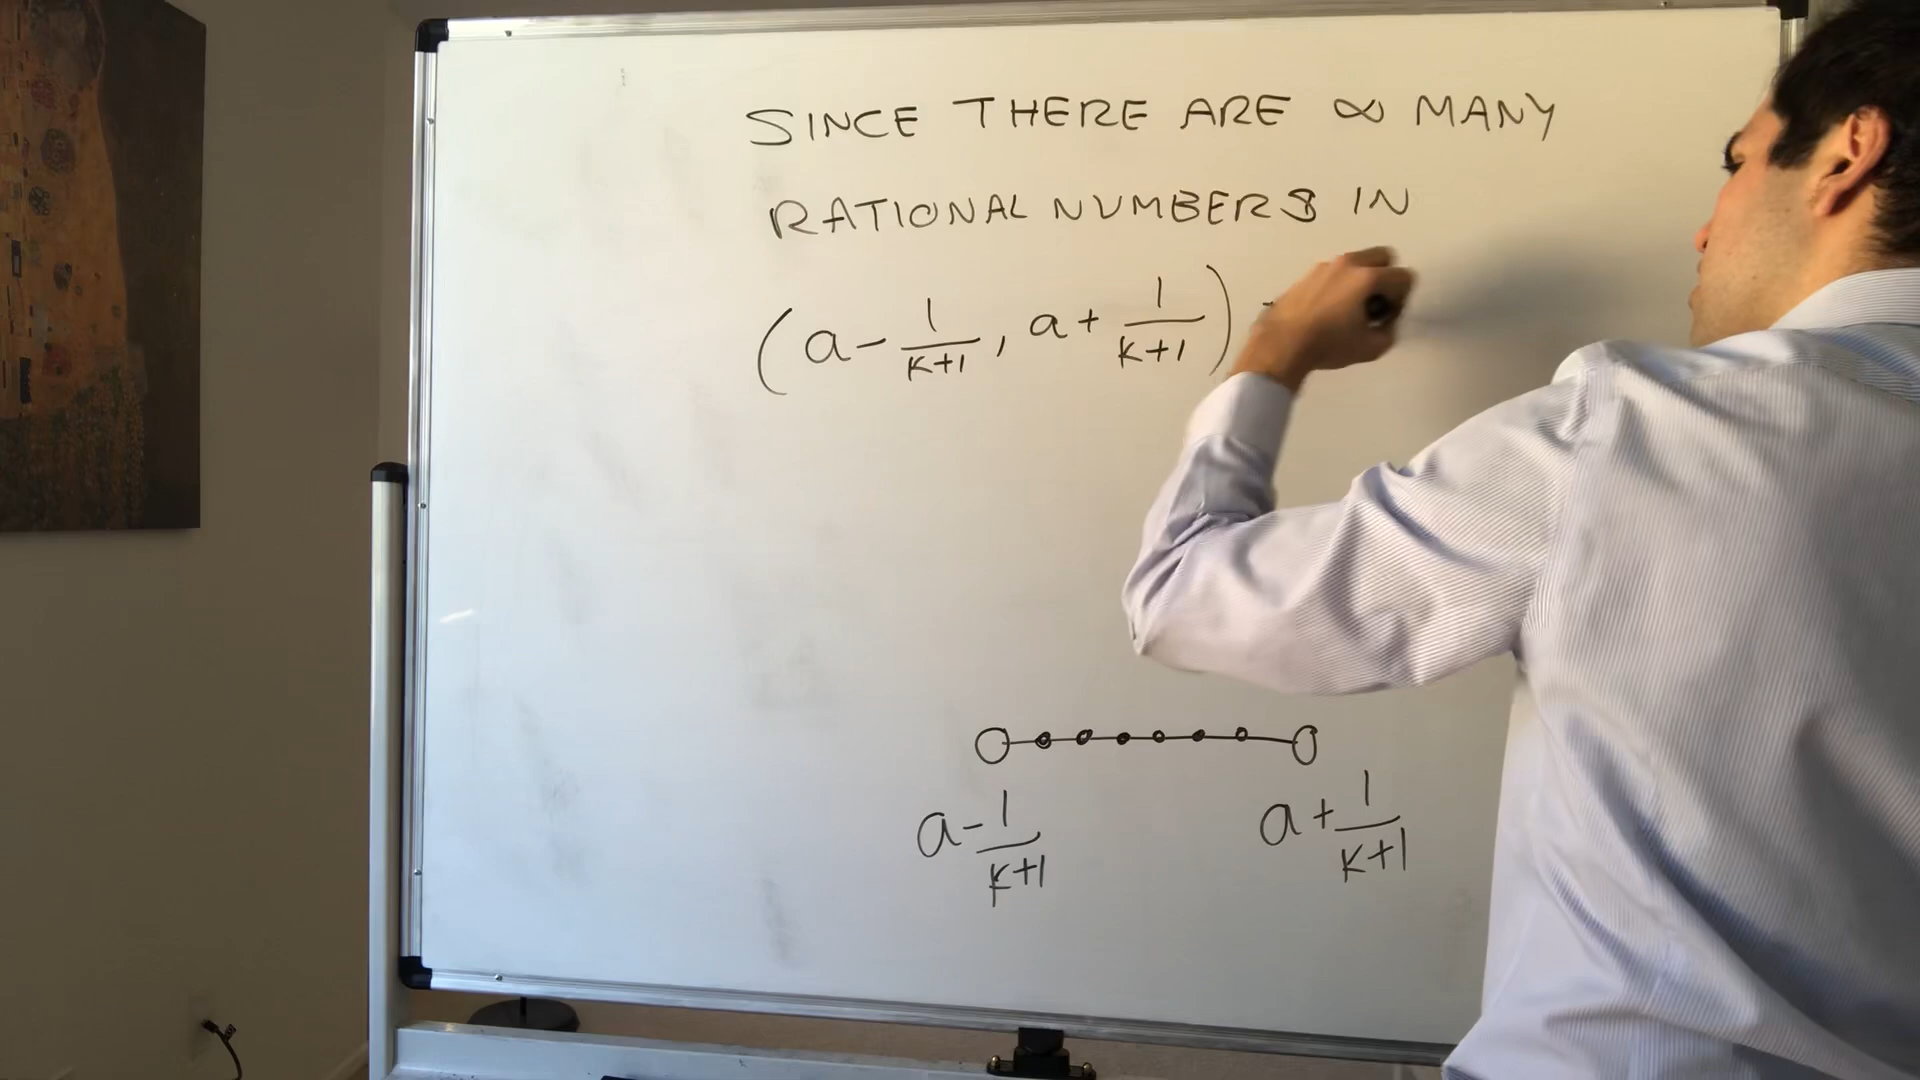 SINCE THERE ARE ∞ MANY
RATIONAL NUMBERS IN
(a - 1/(k+1), a + 1/(k+1))
a - 1/(k+1)
a + 1/(k+1)